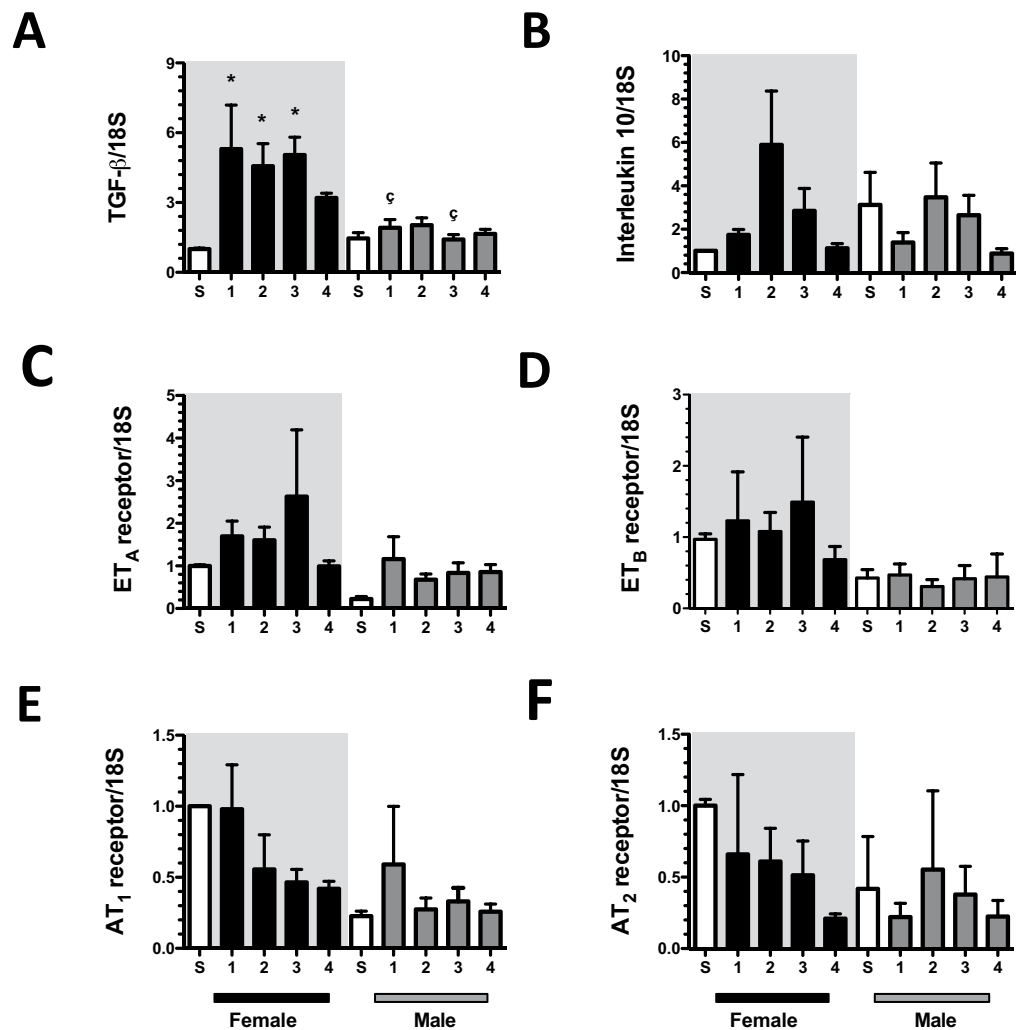 A
TGF-β/18S
9
6
3
0
* * *
ç ç
S 1 2 3 4 S 1 2 3 4
B
Interleukin 10/18S
10
8
6
4
2
0
S 1 2 3 4 S 1 2 3 4
C
ETA receptor/18S
5
4
3
2
1
0
S 1 2 3 4 S 1 2 3 4
D
ETB receptor/18S
3
2
1
0
S 1 2 3 4 S 1 2 3 4
E
AT1 receptor/18S
1.5
1.0
0.5
0.0
S 1 2 3 4 S 1 2 3 4
Female Male
F
AT2 receptor/18S
1.5
1.0
0.5
0.0
S 1 2 3 4 S 1 2 3 4
Female Male